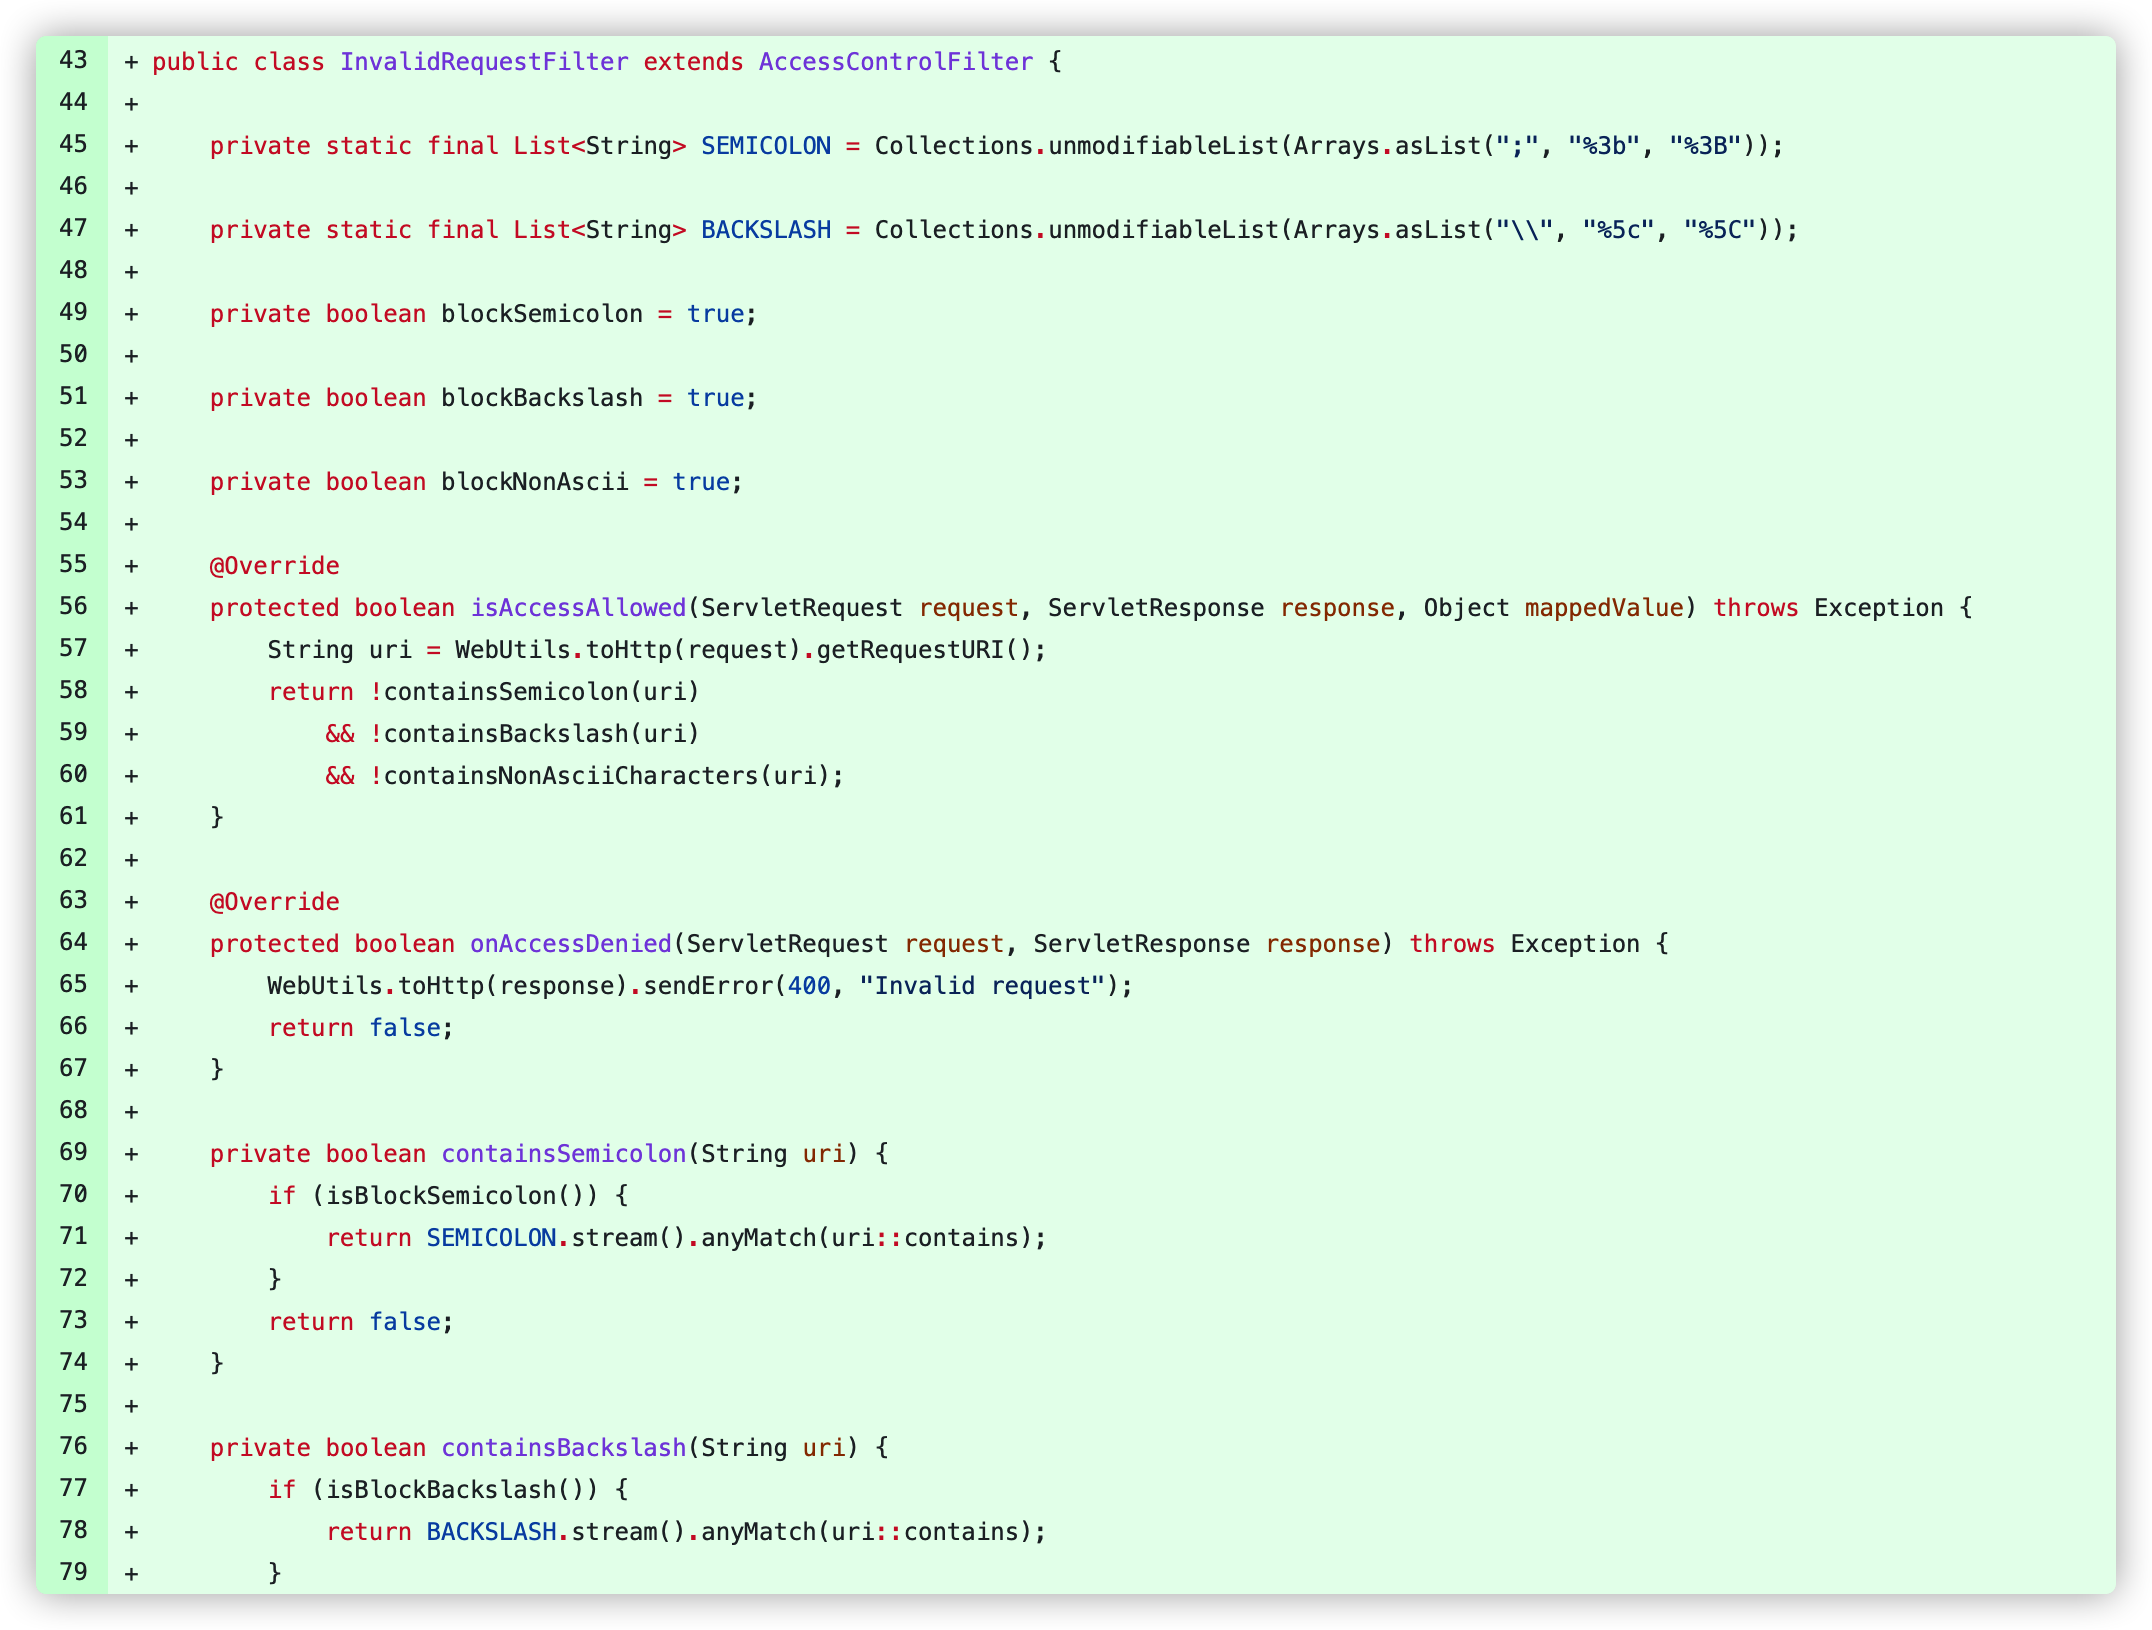 43 + public class InvalidRequestFilter extends AccessControlFilter {
44 +
45 +     private static final List<String> SEMICOLON = Collections.unmodifiableList(Arrays.asList(";", "%3b", "%3B"));
46 +
47 +     private static final List<String> BACKSLASH = Collections.unmodifiableList(Arrays.asList("\\", "%5c", "%5C"));
48 +
49 +     private boolean blockSemicolon = true;
50 +
51 +     private boolean blockBackslash = true;
52 +
53 +     private boolean blockNonAscii = true;
54 +
55 +     @Override
56 +     protected boolean isAccessAllowed(ServletRequest request, ServletResponse response, Object mappedValue) throws Exception {
57 +         String uri = WebUtils.toHttp(request).getRequestURI();
58 +         return !containsSemicolon(uri)
59 +             && !containsBackslash(uri)
60 +             && !containsNonAsciiCharacters(uri);
61 +     }
62 +
63 +     @Override
64 +     protected boolean onAccessDenied(ServletRequest request, ServletResponse response) throws Exception {
65 +         WebUtils.toHttp(response).sendError(400, "Invalid request");
66 +         return false;
67 +     }
68 +
69 +     private boolean containsSemicolon(String uri) {
70 +         if (isBlockSemicolon()) {
71 +             return SEMICOLON.stream().anyMatch(uri::contains);
72 +         }
73 +         return false;
74 +     }
75 +
76 +     private boolean containsBackslash(String uri) {
77 +         if (isBlockBackslash()) {
78 +             return BACKSLASH.stream().anyMatch(uri::contains);
79 +         }